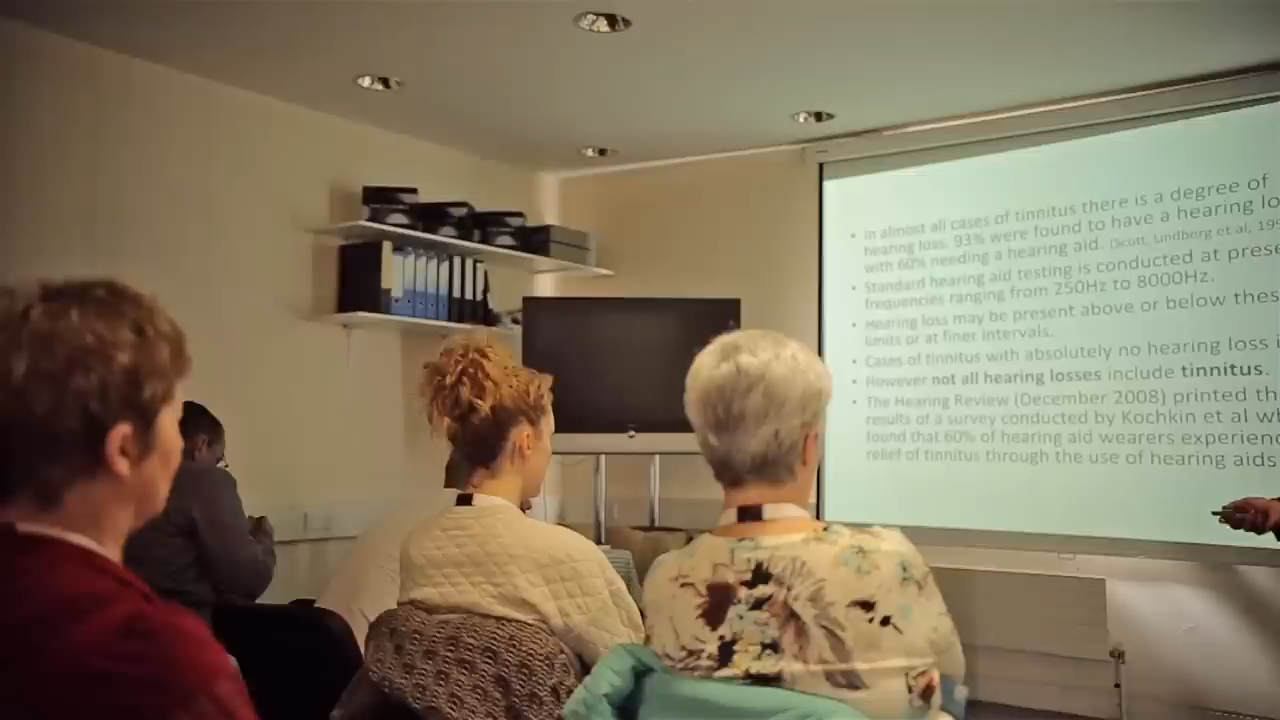 • In almost all cases of tinnitus there is a degree of
hearing loss. 93% were found to have a hearing lo
with 60% needing a hearing aid. (Scott, Lindberg et al, 19
• Standard hearing aid testing is conducted at prese
frequencies ranging from 250Hz to 8000Hz.
• Hearing loss may be present above or below thes
limits or at finer intervals.
• Cases of tinnitus with absolutely no hearing loss i
• However not all hearing losses include tinnitus.
• The Hearing Review (December 2008) printed th
results of a survey conducted by Kochkin et al wh
found that 60% of hearing aid wearers experienc
relief of tinnitus through the use of hearing aids